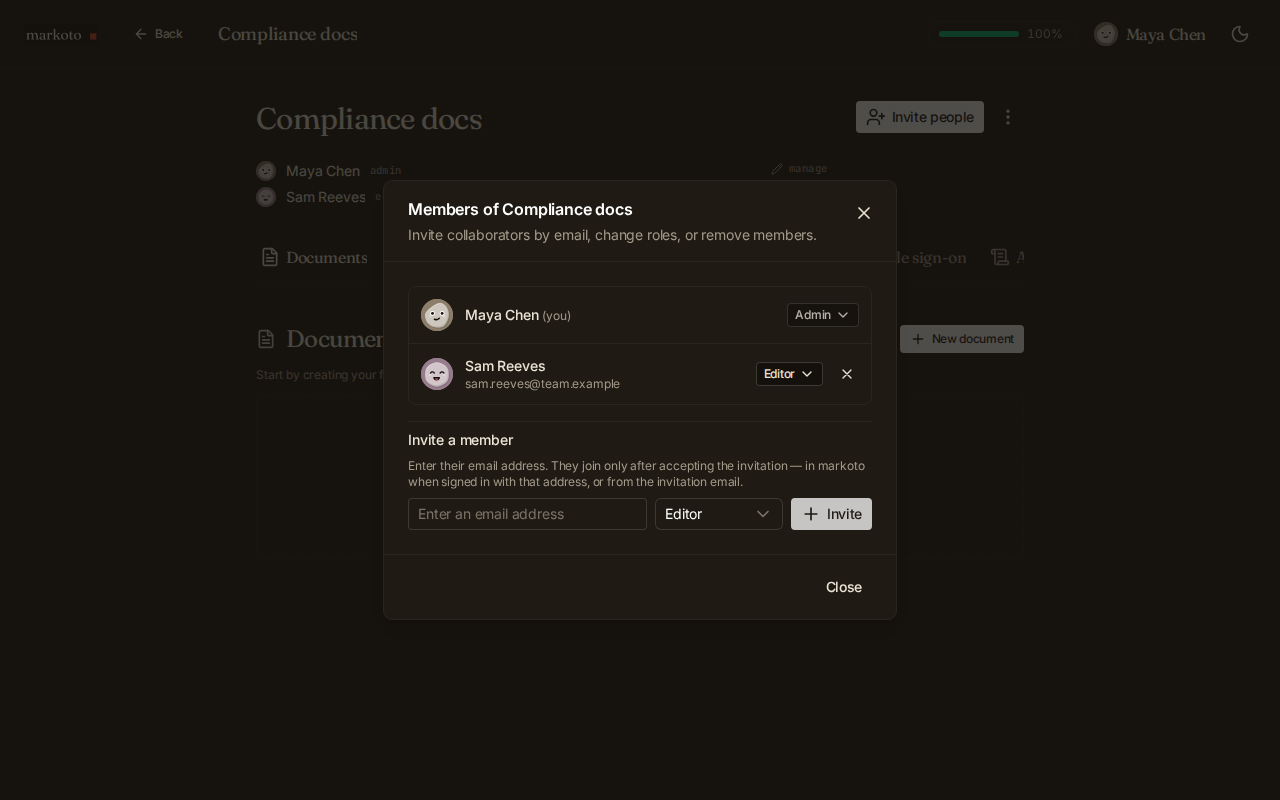 markoto
Back
Compliance docs
100%
Maya Chen
Compliance docs
Invite people
Maya Chen admin
manage
Sam Reeves
Members of Compliance docs
Invite collaborators by email, change roles, or remove members.
Documents
sign-on
Maya Chen (you)
Admin
Sam Reeves
sam.reeves@team.example
Editor
New document
Start by creating your
Invite a member
Enter their email address. They join only after accepting the invitation — in markoto
when signed in with that address, or from the invitation email.
Enter an email address
Editor
Invite
Close